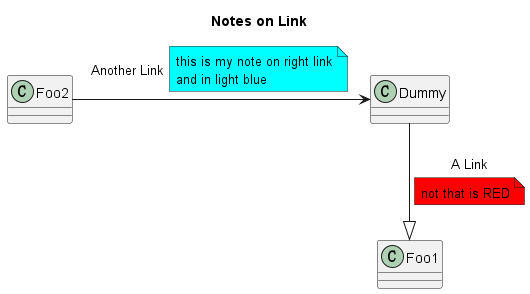 Notes on Link
Another Link
this is my note on right link
and in light blue
C Foo2
C Dummy
A Link
not that is RED
C Foo1